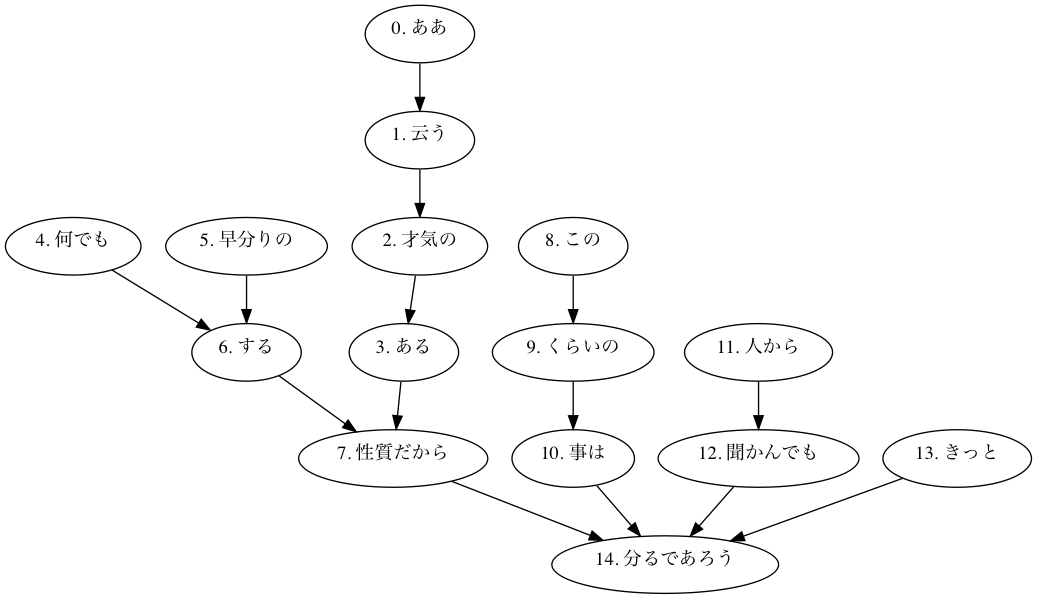 0. ああ
1. 云う
4. 何でも
5. 早分りの
2. 才気の
8. この
6. する
3. ある
9. くらいの
11. 人から
7. 性質だから
10. 事は
12. 聞かんでも
13. きっと
14. 分るであろう